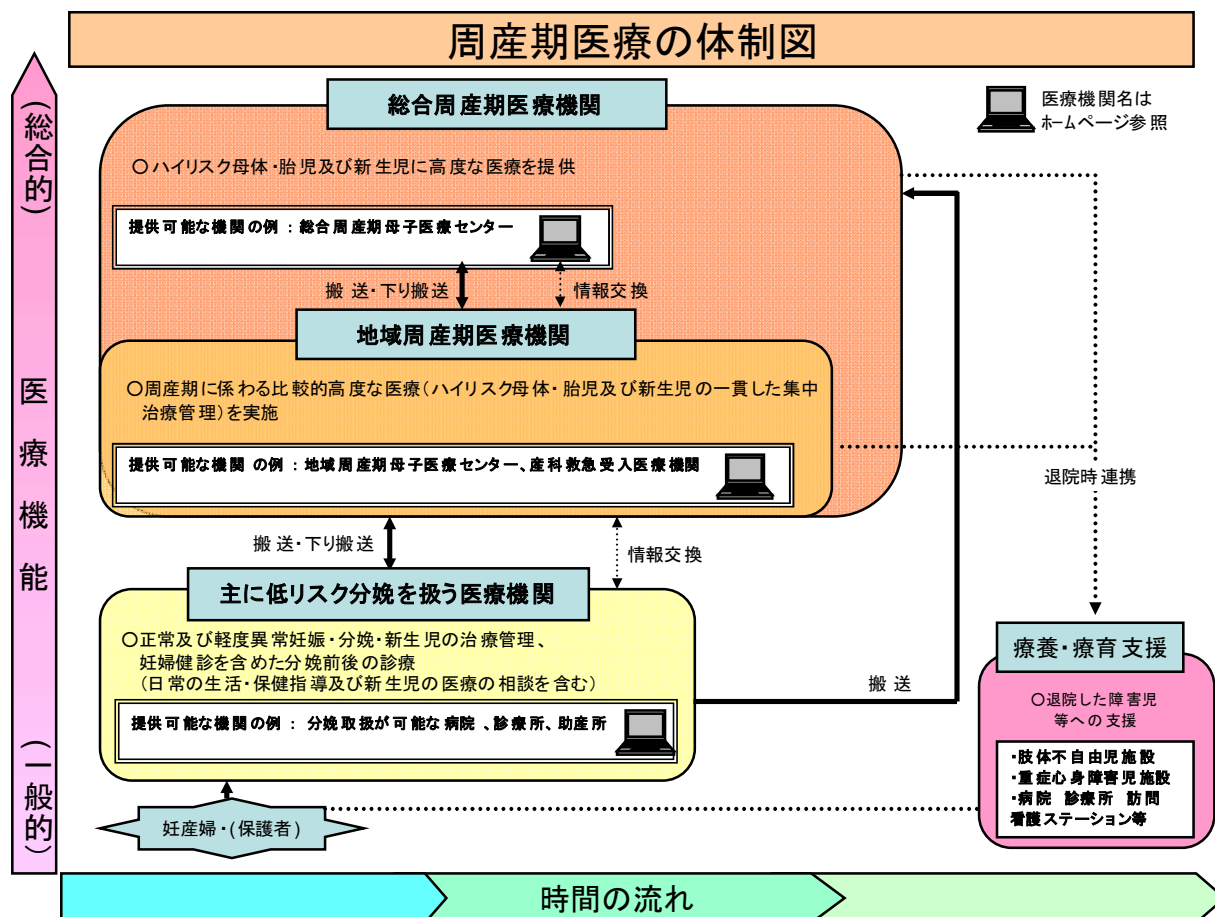 周産期医療の体制図
(総合的)
医療機能
(一般的)
医療機関名は
ホームページ参照
総合周産期医療機関
○ハイリスク母体・胎児及び新生児に高度な医療を提供
提供可能な機関の例 : 総合周産期母子医療センター
搬送・下り搬送
情報交換
地域周産期医療機関
○周産期に係わる比較的高度な医療(ハイリスク母体・胎児及び新生児の一貫した集中
治療管理)を実施
提供可能な機関 の例 : 地域周産期母子医療センター、産科救急受入医療機関
退院時連携
搬送・下り搬送
情報交換
主に低リスク分娩を扱う医療機関
○正常及び軽度異常妊娠・分娩・新生児の治療管理、
妊婦健診を含めた分娩前後の診療
(日常の生活・保健指導及び新生児の医療の相談を含む)
提供可能な機関の例 : 分娩取扱が可能な病院 、診療所、助産所
搬送
療養・療育支援
○退院した障害児
等への支援
・肢体不自由児施設
・重症心身障害児施設
・病院 診療所 訪問
看護ステーション等
妊産婦・(保護者)
時間の流れ